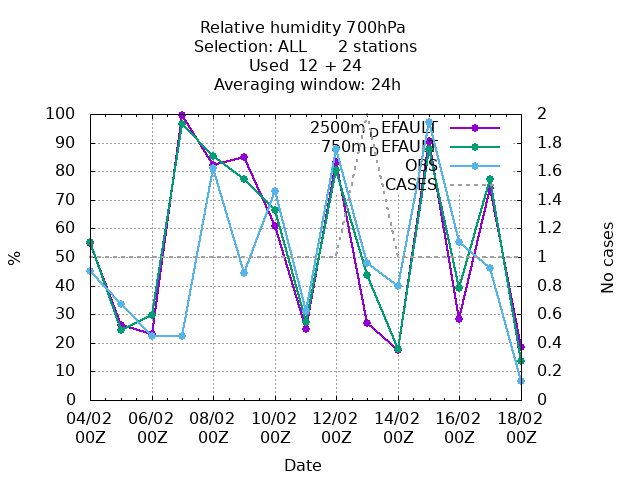 Relative humidity 700hPa
Selection: ALL 2 stations
Used 12 + 24
Averaging window: 24h
100 2
90 1.8
80 1.6
70 1.4
60 1.2
50 1
40 0.8
30 0.6
20 0.4
10 0.2
0 0
2500mDEFAULT
750mDEFAULT
OBS
CASES
%
No cases
04/02 06/02 08/02 10/02 12/02 14/02 16/02 18/02
00Z 00Z 00Z 00Z 00Z 00Z 00Z 00Z
Date